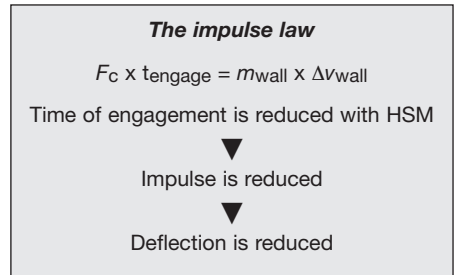 The impulse law
Fc x tengage = mwall x Δvwall
Time of engagement is reduced with HSM
Impulse is reduced
Deflection is reduced